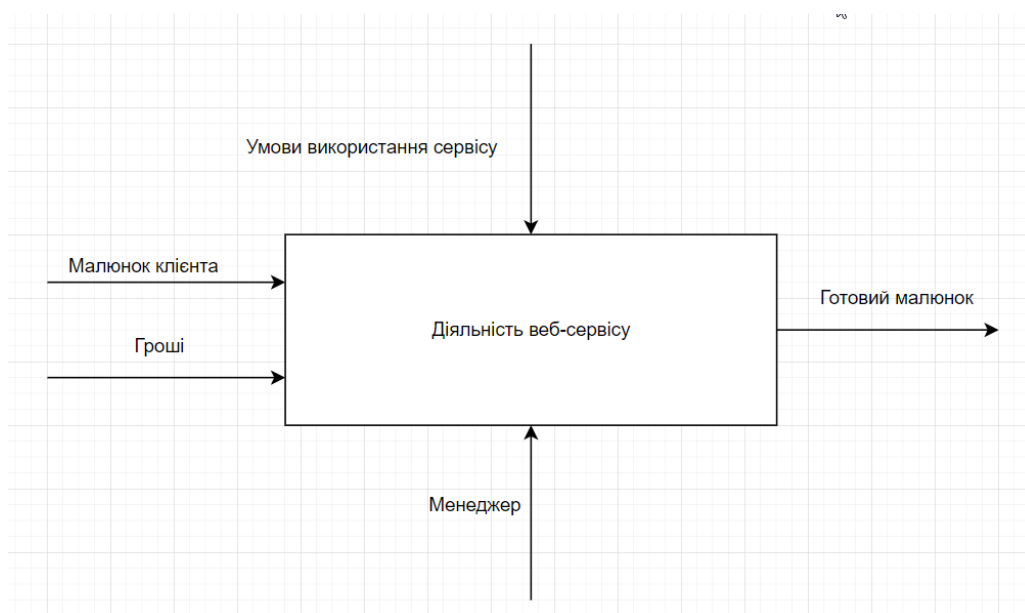 Умови використання сервісу
Малюнок клієнта
Гроші
Діяльність веб-сервісу
Готовий малюнок
Менеджер